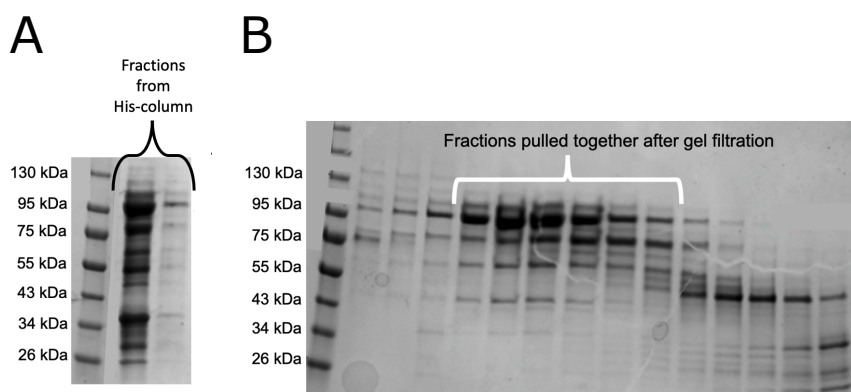 A
Fractions
from
His-column
130 kDa
95 kDa
75 kDa
55 kDa
43 kDa
34 kDa
26 kDa
B
Fractions pulled together after gel filtration
130 kDa
95 kDa
75 kDa
55 kDa
43 kDa
34 kDa
26 kDa